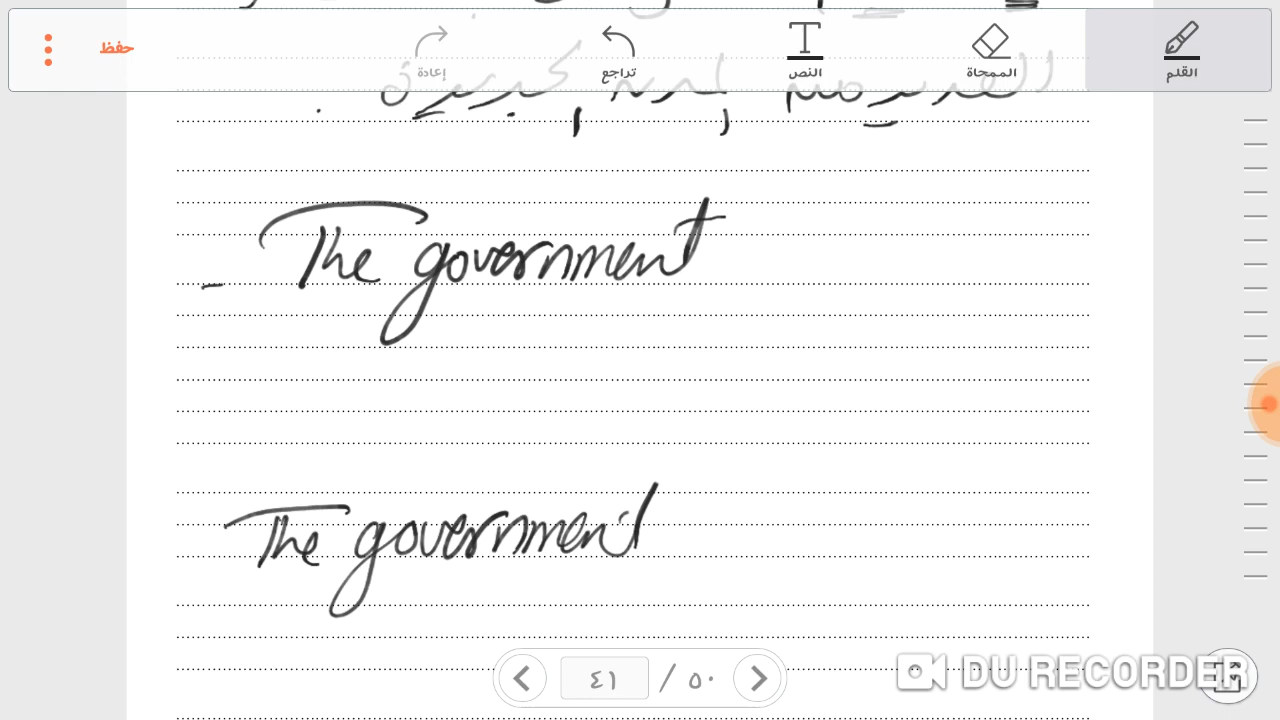 القلم الممحاة النص تراجع إعادة حفظ
- The government
The government
٤١ / ٥٠
DU RECORDER